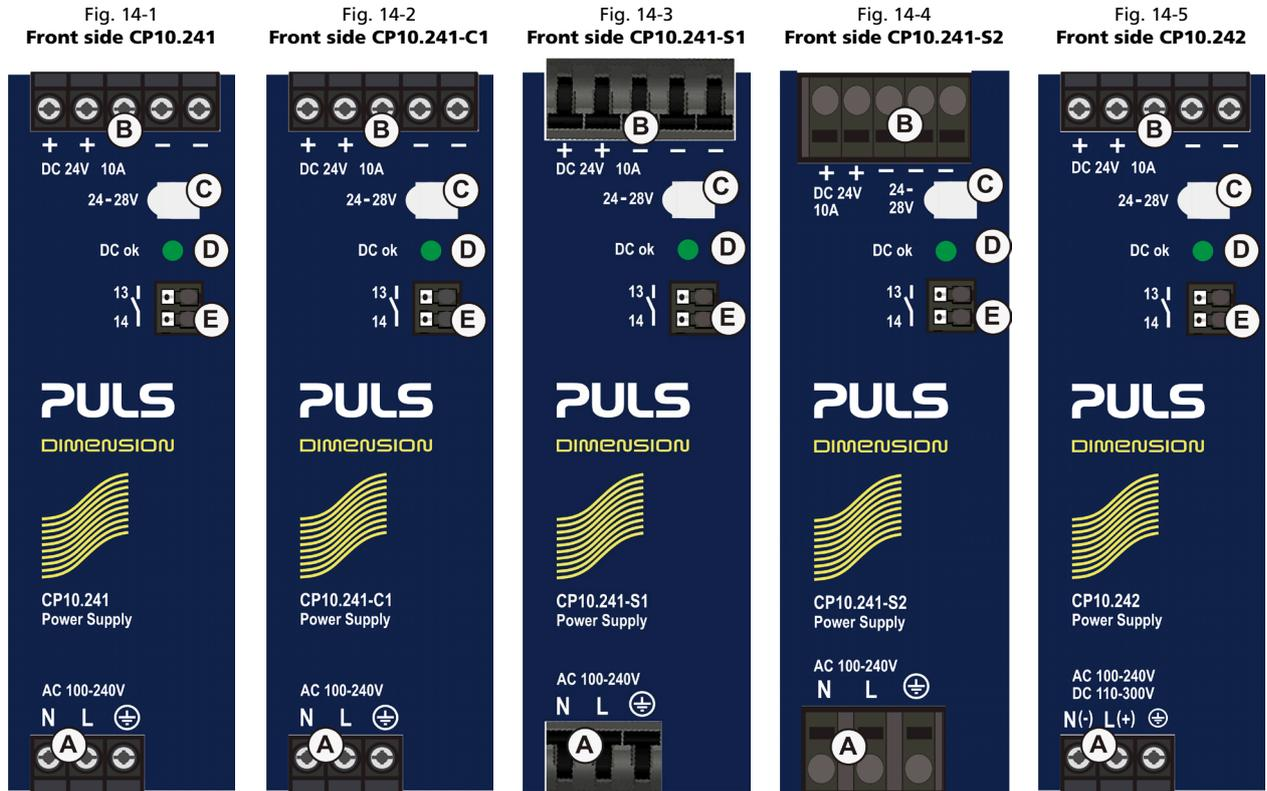 Fig. 14-1
Front side CP10.241
B
+ + − −
DC 24V 10A
24-28V
C
DC ok
D
13
14
E
PULS
DIMENSION
CP10.241
Power Supply
AC 100-240V
N L
A
Fig. 14-2
Front side CP10.241-C1
B
+ + − −
DC 24V 10A
24-28V
C
DC ok
D
13
14
E
PULS
DIMENSION
CP10.241-C1
Power Supply
AC 100-240V
N L
A
Fig. 14-3
Front side CP10.241-S1
B
+ + − − −
DC 24V 10A
24-28V
C
DC ok
D
13
14
E
PULS
DIMENSION
CP10.241-S1
Power Supply
AC 100-240V
N L
A
Fig. 14-4
Front side CP10.241-S2
B
+ + − − −
DC 24V
10A
24-
28V
C
DC ok
D
13
14
E
PULS
DIMENSION
CP10.241-S2
Power Supply
AC 100-240V
N L
A
Fig. 14-5
Front side CP10.242
B
+ + − −
DC 24V 10A
24-28V
C
DC ok
D
13
14
E
PULS
DIMENSION
CP10.242
Power Supply
AC 100-240V
DC 110-300V
N(-) L(+)
A